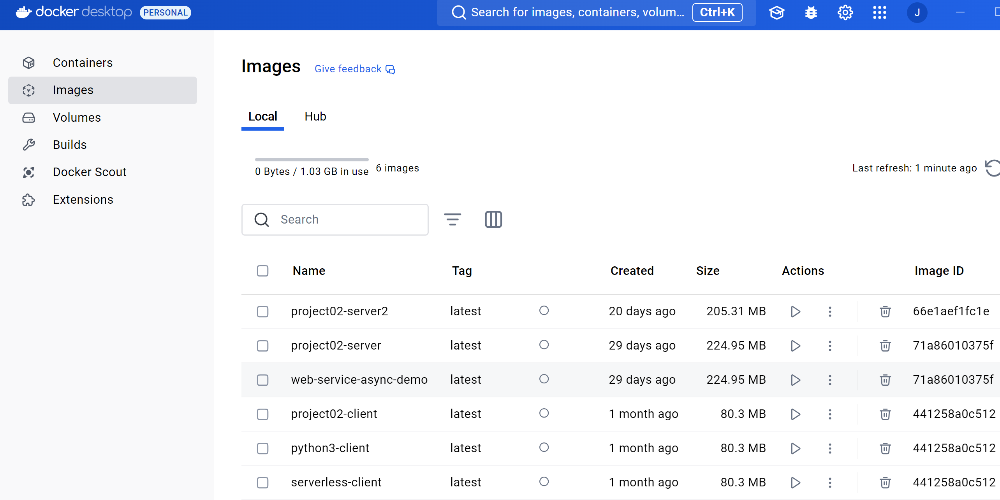 docker desktop PERSONAL
Search for images, containers, volum... Ctrl+K
J
Containers
Images
Volumes
Builds
Docker Scout
Extensions
Images Give feedback
Local Hub
0 Bytes / 1.03 GB in use 6 images
Last refresh: 1 minute ago
Search
Name Tag Created Size Actions Image ID
project02-server2 latest 20 days ago 205.31 MB 66e1aef1fc1e
project02-server latest 29 days ago 224.95 MB 71a86010375f
web-service-async-demo latest 29 days ago 224.95 MB 71a86010375f
project02-client latest 1 month ago 80.3 MB 441258a0c512
python3-client latest 1 month ago 80.3 MB 441258a0c512
serverless-client latest 1 month ago 80.3 MB 441258a0c512